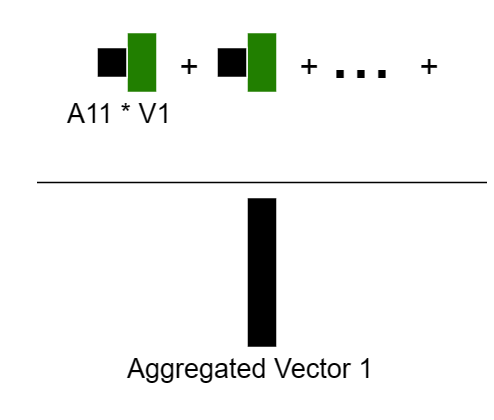 + + ... +
A11 * V1
Aggregated Vector 1